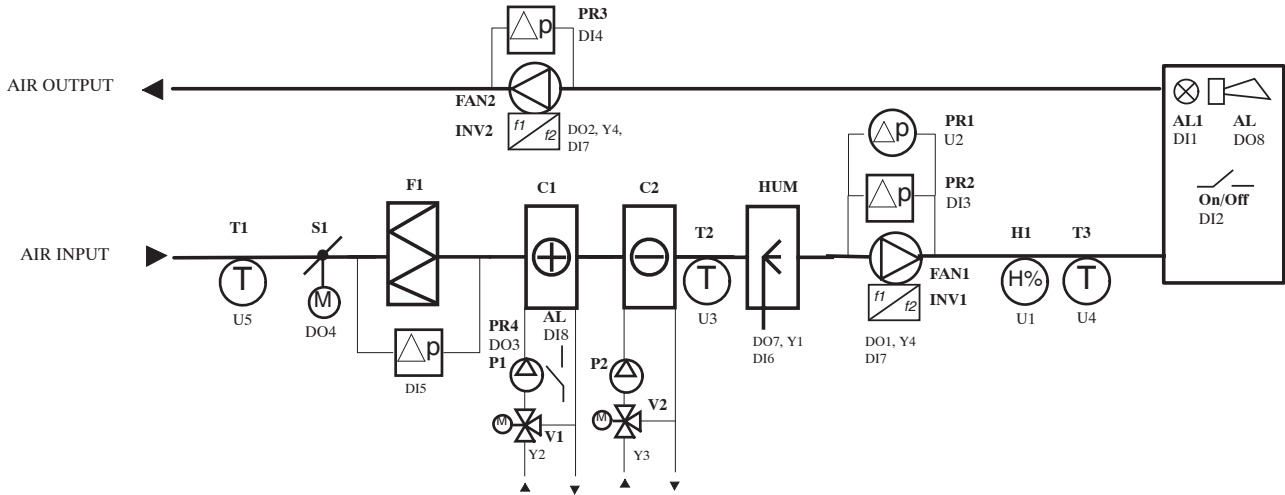 PR3
DI4
p
AIR OUTPUT
FAN2
INV2
f1
f2
DO2, Y4,
DI7
AL1
DI1
AL
DO8
On/Off
DI2
p
PR1
U2
p
PR2
DI3
F1
C1
C2
HUM
T1
S1
T2
H1
T3
AIR INPUT
T
U5
M
DO4
T
U3
FAN1
INV1
f1
f2
H%
U1
T
U4
p
DI5
PR4
DO3
P1
AL
DI8
P2
DO7, Y1
DI6
DO1, Y4
DI7
M
V1
Y2
M
V2
Y3